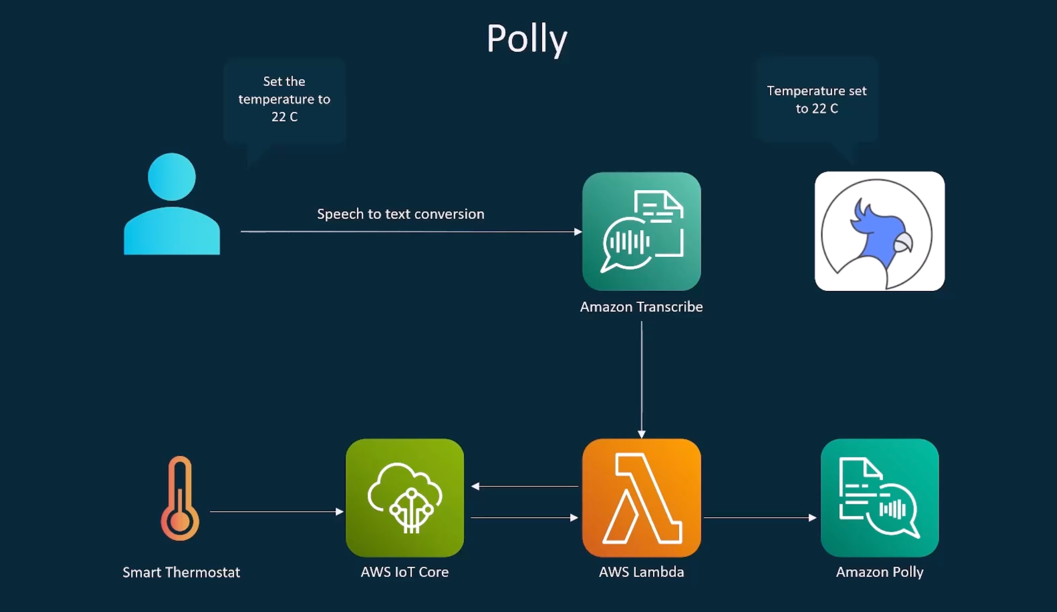 Polly
Set the
temperature to
22 C
Temperature set
to 22 C
Speech to text conversion
Amazon Transcribe
Smart Thermostat
AWS IoT Core
AWS Lambda
Amazon Polly